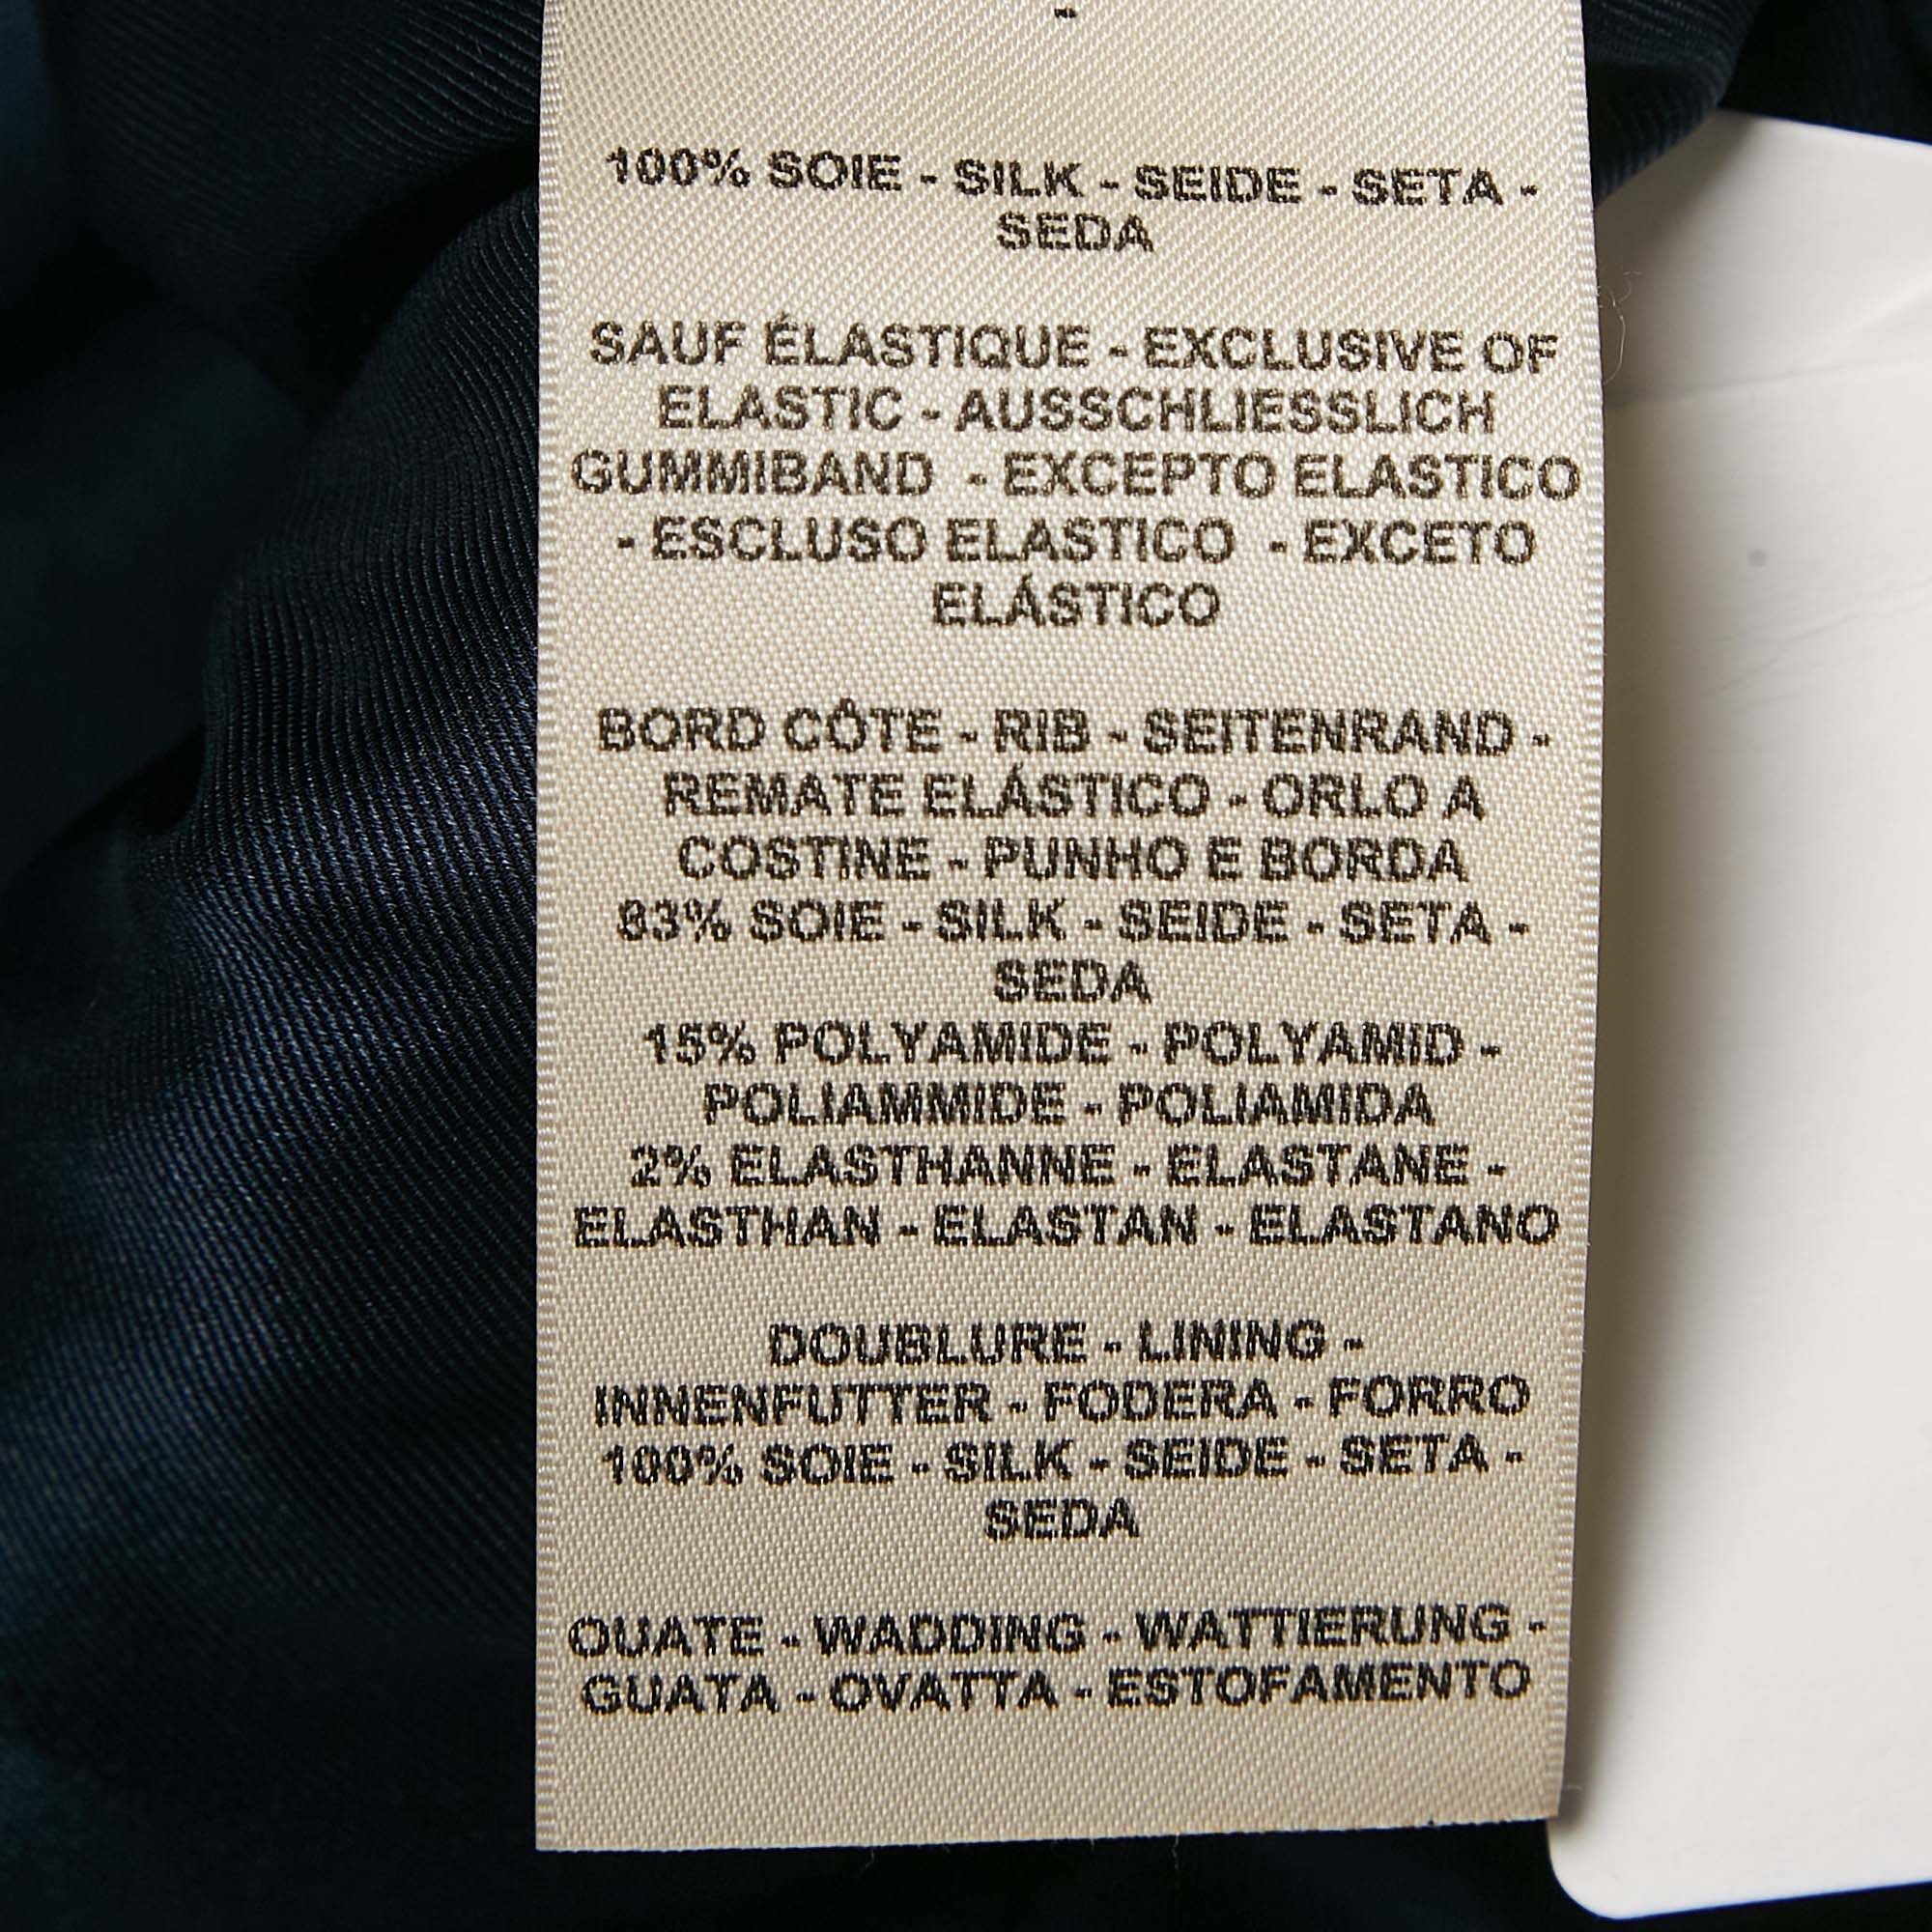 100% SOIE - SILK - SEIDE - SETA -
SEDA
SAUF ÉLASTIQUE - EXCLUSIVE OF
ELASTIC - AUSSCHLIESSLICH
GUMMIBAND - EXCEPTO ELASTICO
- ESCLUSO ELASTICO - EXCETO
ELÁSTICO
BORD CÔTE - RIB - SEITENRAND -
REMATE ELÁSTICO - ORLO A
COSTINE - PUNHO E BORDA
83% SOIE - SILK - SEIDE - SETA -
SEDA
15% POLYAMIDE - POLYAMID -
POLIAMMIDE - POLIAMIDA
2% ELASTHANNE - ELASTANE -
ELASTHAN - ELASTAN - ELASTANO
DOUBLURE - LINING -
INNENFUTTER - FODERA - FORRO
100% SOIE - SILK - SEIDE - SETA -
SEDA
OUATE - WADDING - WATTIERUNG -
GUATA - OVATTA - ESTOFAMENTO